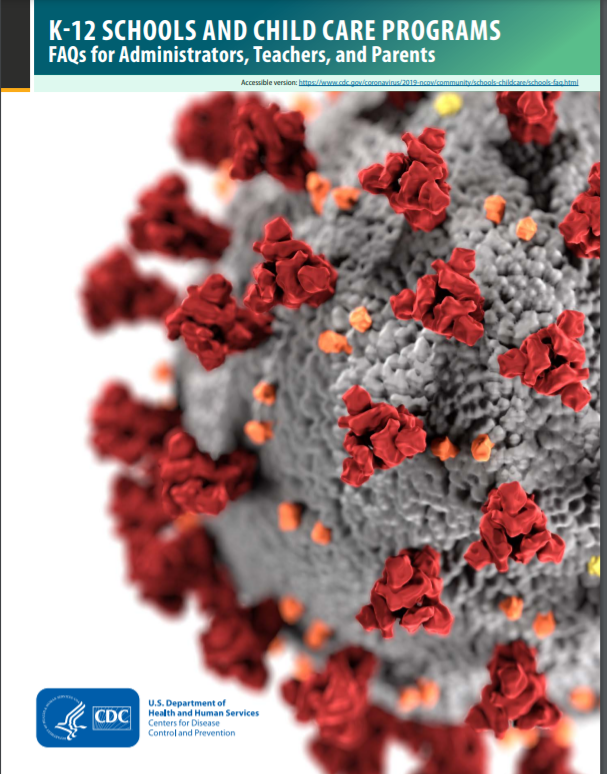 K-12 SCHOOLS AND CHILD CARE PROGRAMS
FAQs for Administrators, Teachers, and Parents
Accessible version: https://www.cdc.gov/coronavirus/2019-ncov/community/schools-childcare/schools-faq.html
CDC
U.S. Department of
Health and Human Services
Centers for Disease
Control and Prevention